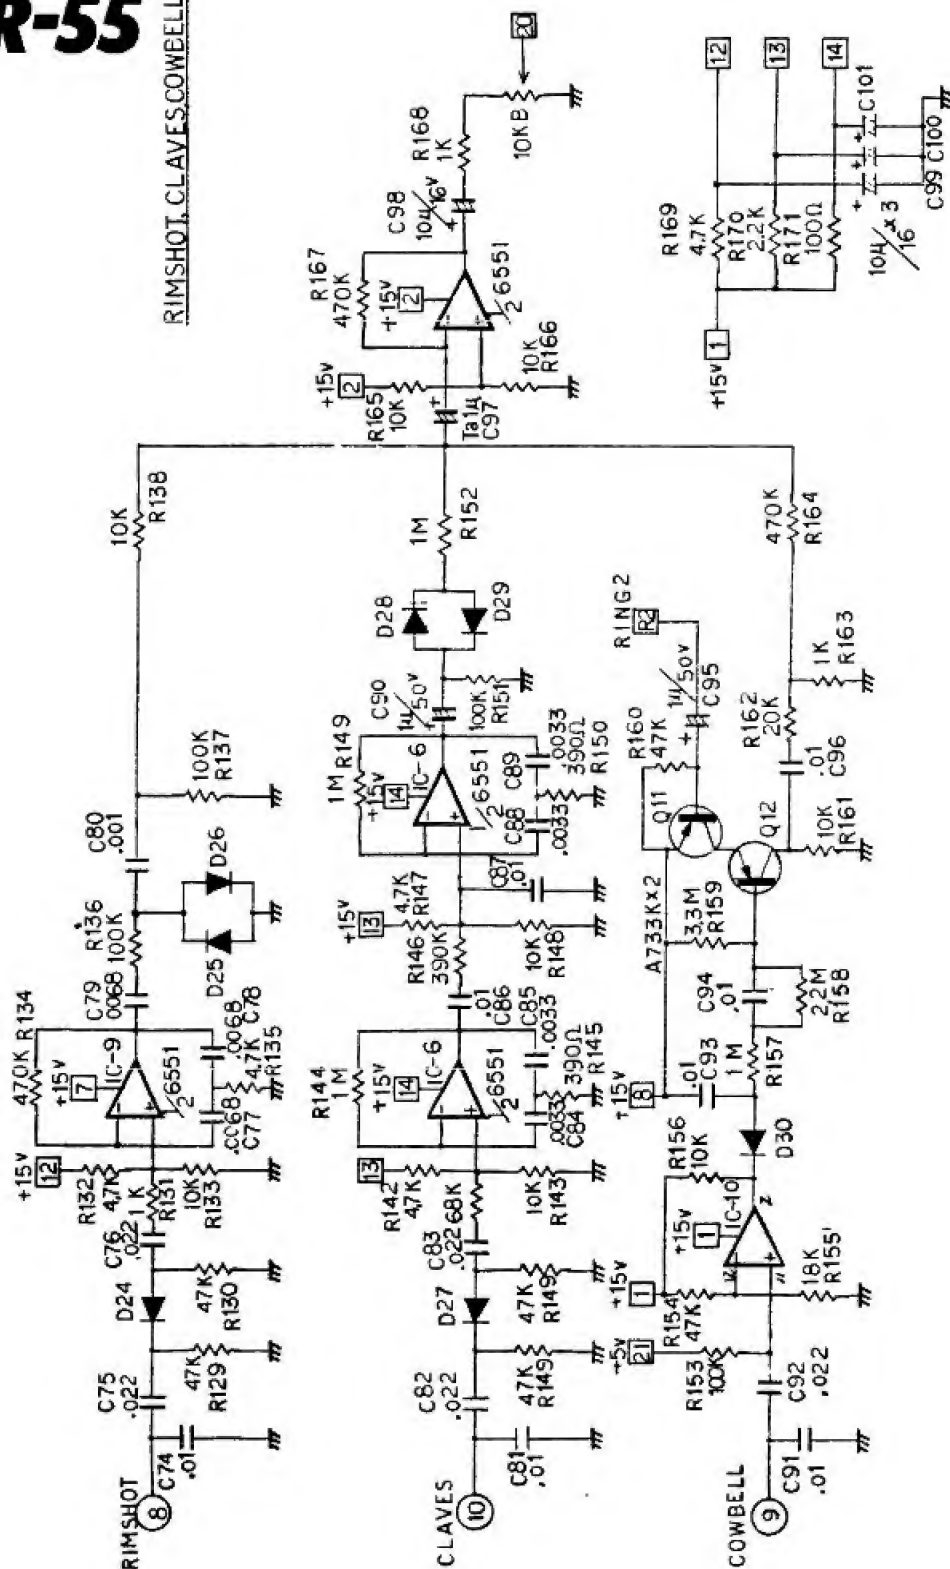 R-55
RIMSHOT, CLAVES, COWBELL
20
10KB
R168
1K
C98
10µ/16V
R167
470K
+15V
2
6551
2
+15V
2
R165
10K
Ta1µ
C97
10K
R166
12
13
14
R169
4.7K
R170
2.2K
R171
100Ω
C101
C100
C99
10µ/16 x3
+15V
1
10K
R138
1M
R152
470K
R164
D28
D29
RING2
R2
C80
.001
100K
R137
R136
100K
D26
D25
C79
.0068
470K
R134
+15V
7
IC-9
6551
2
.0068
C78
4.7K
R135
.0068
C77
+15V
12
R132
4.7K
1K
R131
10K
R133
C76
.022
D24
47K
R130
C75
.022
47K
R129
C74
.01
RIMSHOT
8
C90
1µ/50V
100K
R151
R149
1M
+15V
14
IC-6
6551
2
C89
.0033
390Ω
R150
C88
.0033
C87
.01
+15V
13
4.7K
R147
R146
390K
10K
R148
.01
C86
R144
1M
+15V
14
IC-6
6551
2
C85
.0033
390Ω
R145
.0033
C84
13
R142
4.7K
68K
10K
R143
C83
.022
D27
47K
R149
C82
.022
47K
R149
C81
.01
CLAVES
10
1µ/50V
C95
R160
47K
Q11
Q12
R162
20K
1K
R163
.01
C96
10K
R161
A733Kx2
3.3M
R159
C94
.01
2.2M
R158
+15V
8
.01
C93
1M
R157
D30
R156
10K
+15V
1
IC-10
+15V
1
R154
47K
18K
R155
+5V
21
R153
100K
C92
.022
C91
.01
COWBELL
9